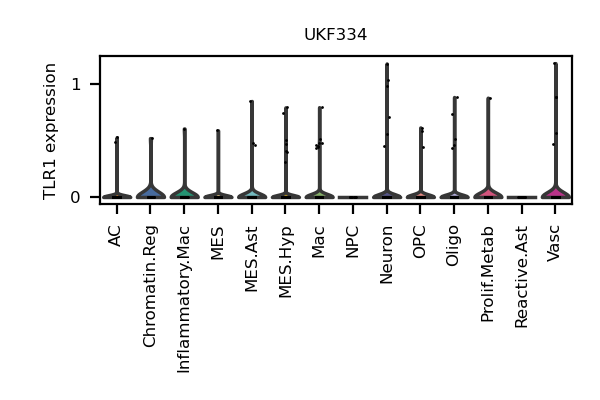 UKF334
TLR1 expression
1
0
AC
Chromatin.Reg
Inflammatory.Mac
MES
MES.Ast
MES.Hyp
Mac
NPC
Neuron
OPC
Oligo
Prolif.Metab
Reactive.Ast
Vasc